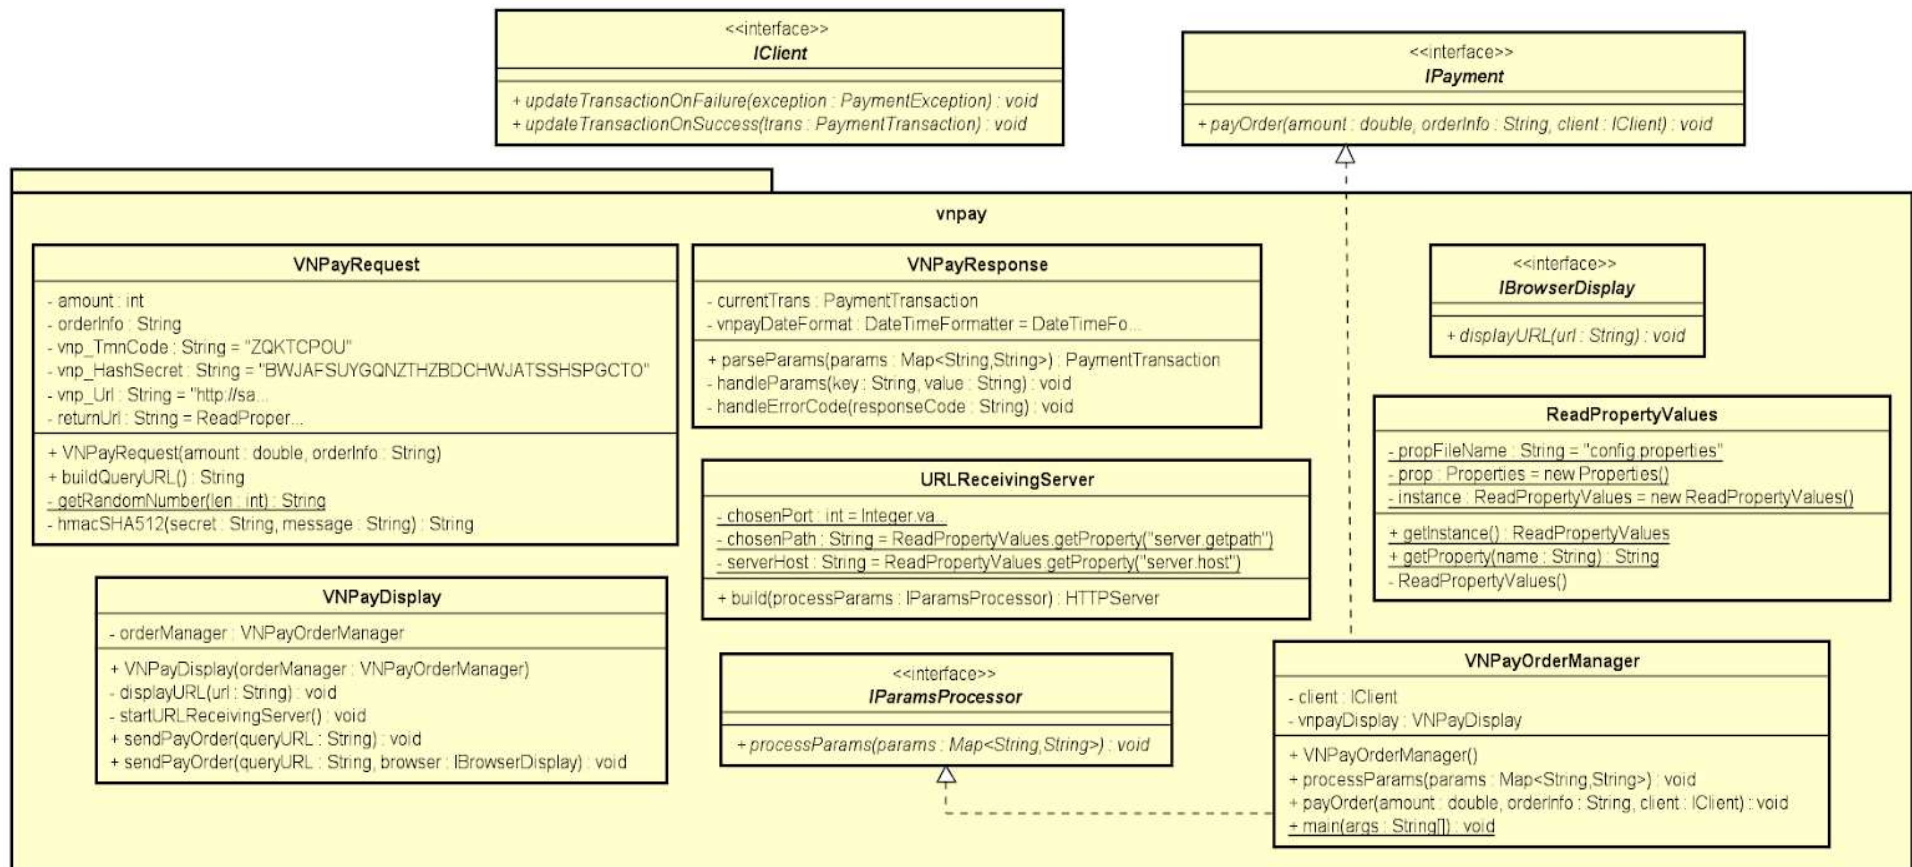 <<interface>>
IClient
+ updateTransactionOnFailure(exception : PaymentException) : void
+ updateTransactionOnSuccess(trans : PaymentTransaction) : void
<<interface>>
IPayment
+ payOrder(amount : double, orderInfo : String, client : IClient) : void
vnpay
VNPayRequest
- amount : int
- orderInfo : String
- vnp_TmnCode : String = "ZQKTCPOU"
- vnp_HashSecret : String = "BWJAFSUYGQNZTHZBDCHWJATSSHSPGCTO"
- vnp_Url : String = "http://sa...
- returnUrl : String = ReadProper...
+ VNPayRequest(amount : double, orderInfo : String)
+ buildQueryURL() : String
- getRandomNumber(len : int) : String
- hmacSHA512(secret : String, message : String) : String
VNPayResponse
- currentTrans : PaymentTransaction
- vnpayDateFormat : DateTimeFormatter = DateTimeFo...
+ parseParams(params : Map<String,String>) : PaymentTransaction
- handleParams(key : String, value : String) : void
- handleErrorCode(responseCode : String) : void
<<interface>>
IBrowserDisplay
+ displayURL(url : String) : void
ReadPropertyValues
- propFileName : String = "config.properties"
- prop : Properties = new Properties()
- instance : ReadPropertyValues = new ReadPropertyValues()
+ getInstance() : ReadPropertyValues
+ getProperty(name : String) : String
- ReadPropertyValues()
URLReceivingServer
- chosenPort : int = Integer.va...
- chosenPath : String = ReadPropertyValues.getProperty("server.getpath")
- serverHost : String = ReadPropertyValues.getProperty("server.host")
+ build(processParams : IParamsProcessor) : HTTPServer
VNPayDisplay
- orderManager : VNPayOrderManager
+ VNPayDisplay(orderManager : VNPayOrderManager)
- displayURL(url : String) : void
- startURLReceivingServer() : void
+ sendPayOrder(queryURL : String) : void
+ sendPayOrder(queryURL : String, browser : IBrowserDisplay) : void
<<interface>>
IParamsProcessor
+ processParams(params : Map<String,String>) : void
VNPayOrderManager
- client : IClient
- vnpayDisplay : VNPayDisplay
+ VNPayOrderManager()
+ processParams(params : Map<String,String>) : void
+ payOrder(amount : double, orderInfo : String, client : IClient) : void
+ main(args : String[]) : void